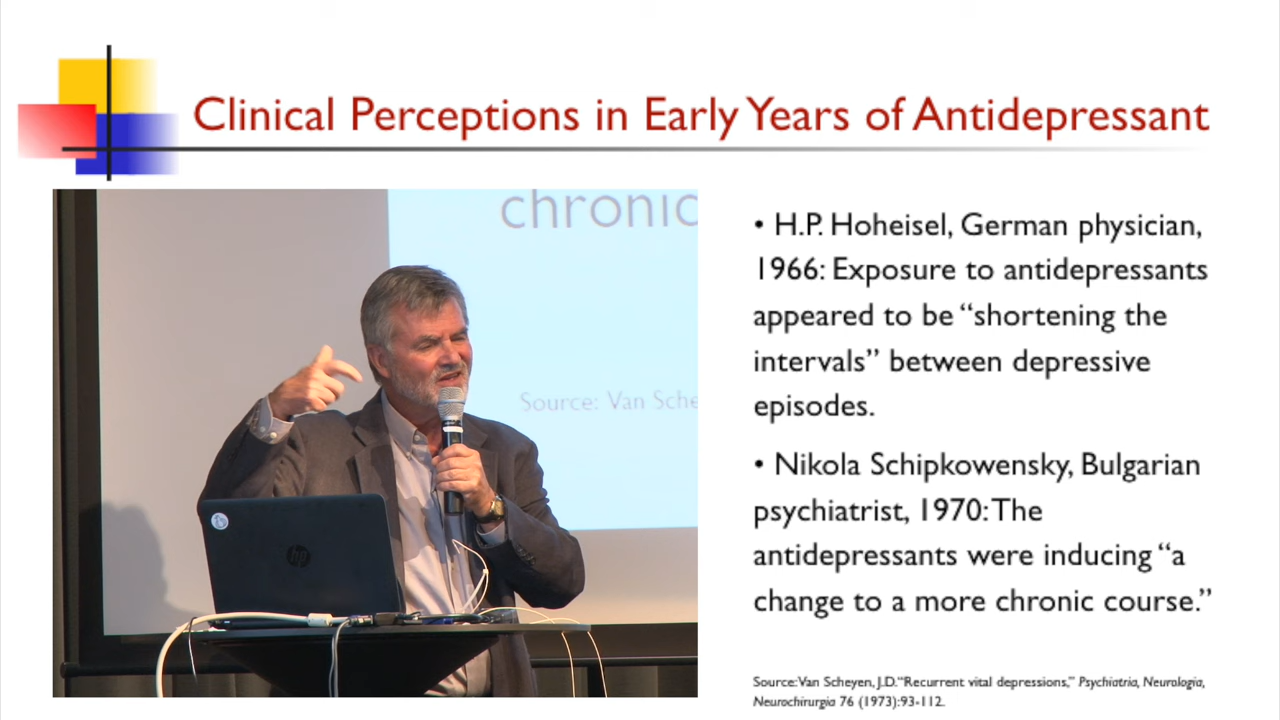 Clinical Perceptions in Early Years of Antidepressant
chronic
Source: Van Sche
hp
• H.P. Hoheisel, German physician,
1966: Exposure to antidepressants
appeared to be “shortening the
intervals” between depressive
episodes.
• Nikola Schipkowensky, Bulgarian
psychiatrist, 1970: The
antidepressants were inducing “a
change to a more chronic course.”
Source: Van Scheyen, J.D. “Recurrent vital depressions,” Psychiatria, Neurologia,
Neurochirurgia 76 (1973):93-112.